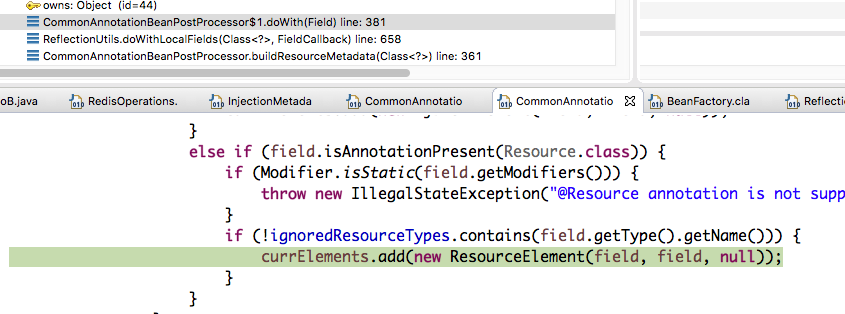 owns: Object (id=44)
CommonAnnotationBeanPostProcessor$1.doWith(Field) line: 381
ReflectionUtils.doWithLocalFields(Class<?>, FieldCallback) line: 658
CommonAnnotationBeanPostProcessor.buildResourceMetadata(Class<?>) line: 361
oB.java RedisOperations. InjectionMetada CommonAnnotatio CommonAnnotatio BeanFactory.cla Reflecti
}
else if (field.isAnnotationPresent(Resource.class)) {
if (Modifier.isStatic(field.getModifiers())) {
throw new IllegalStateException("@Resource annotation is not supp
}
if (!ignoredResourceTypes.contains(field.getType().getName())) {
currElements.add(new ResourceElement(field, field, null));
}
}